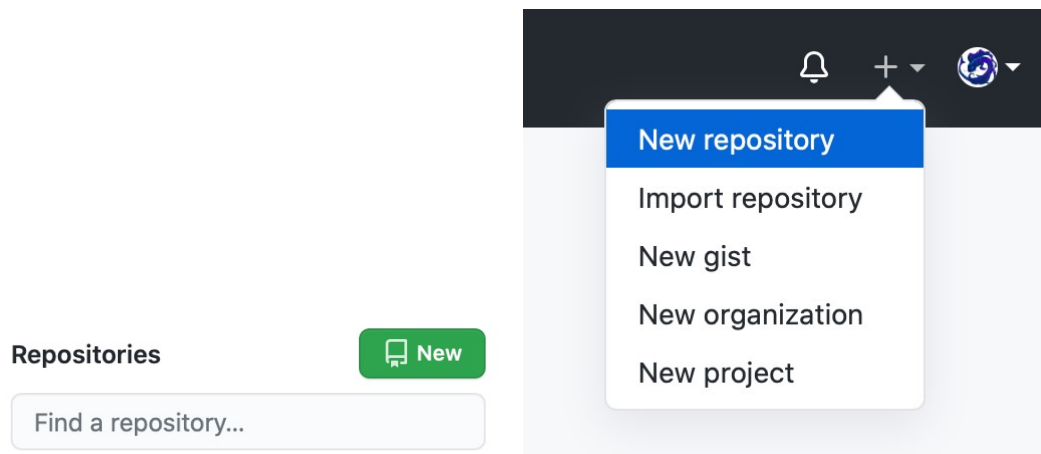 Repositories
New
Find a repository...
New repository
Import repository
New gist
New organization
New project